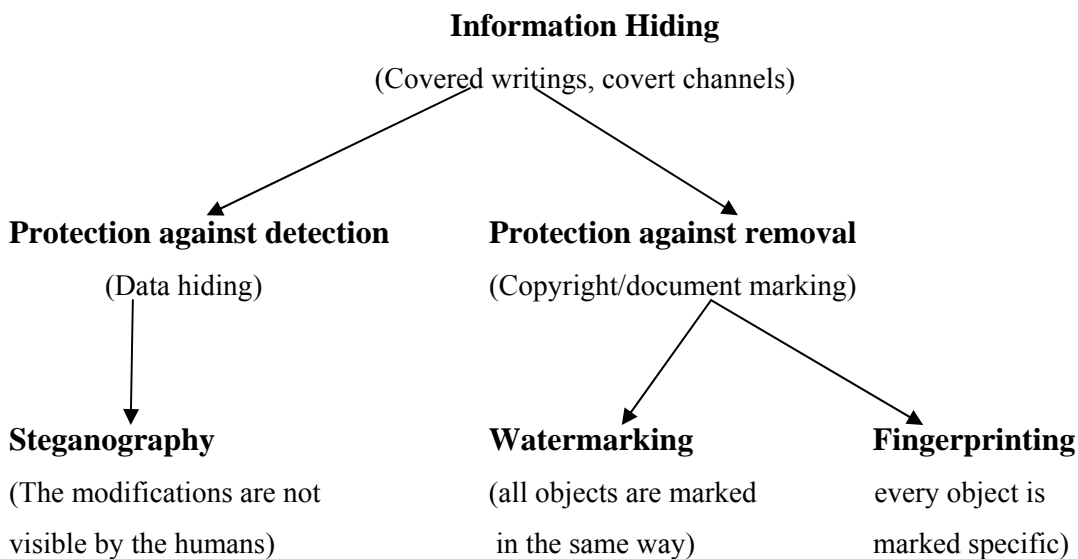 Information Hiding
(Covered writings, covert channels)
Protection against detection
(Data hiding)
Protection against removal
(Copyright/document marking)
Steganography
(The modifications are not
visible by the humans)
Watermarking
(all objects are marked
in the same way)
Fingerprinting
every object is
marked specific)